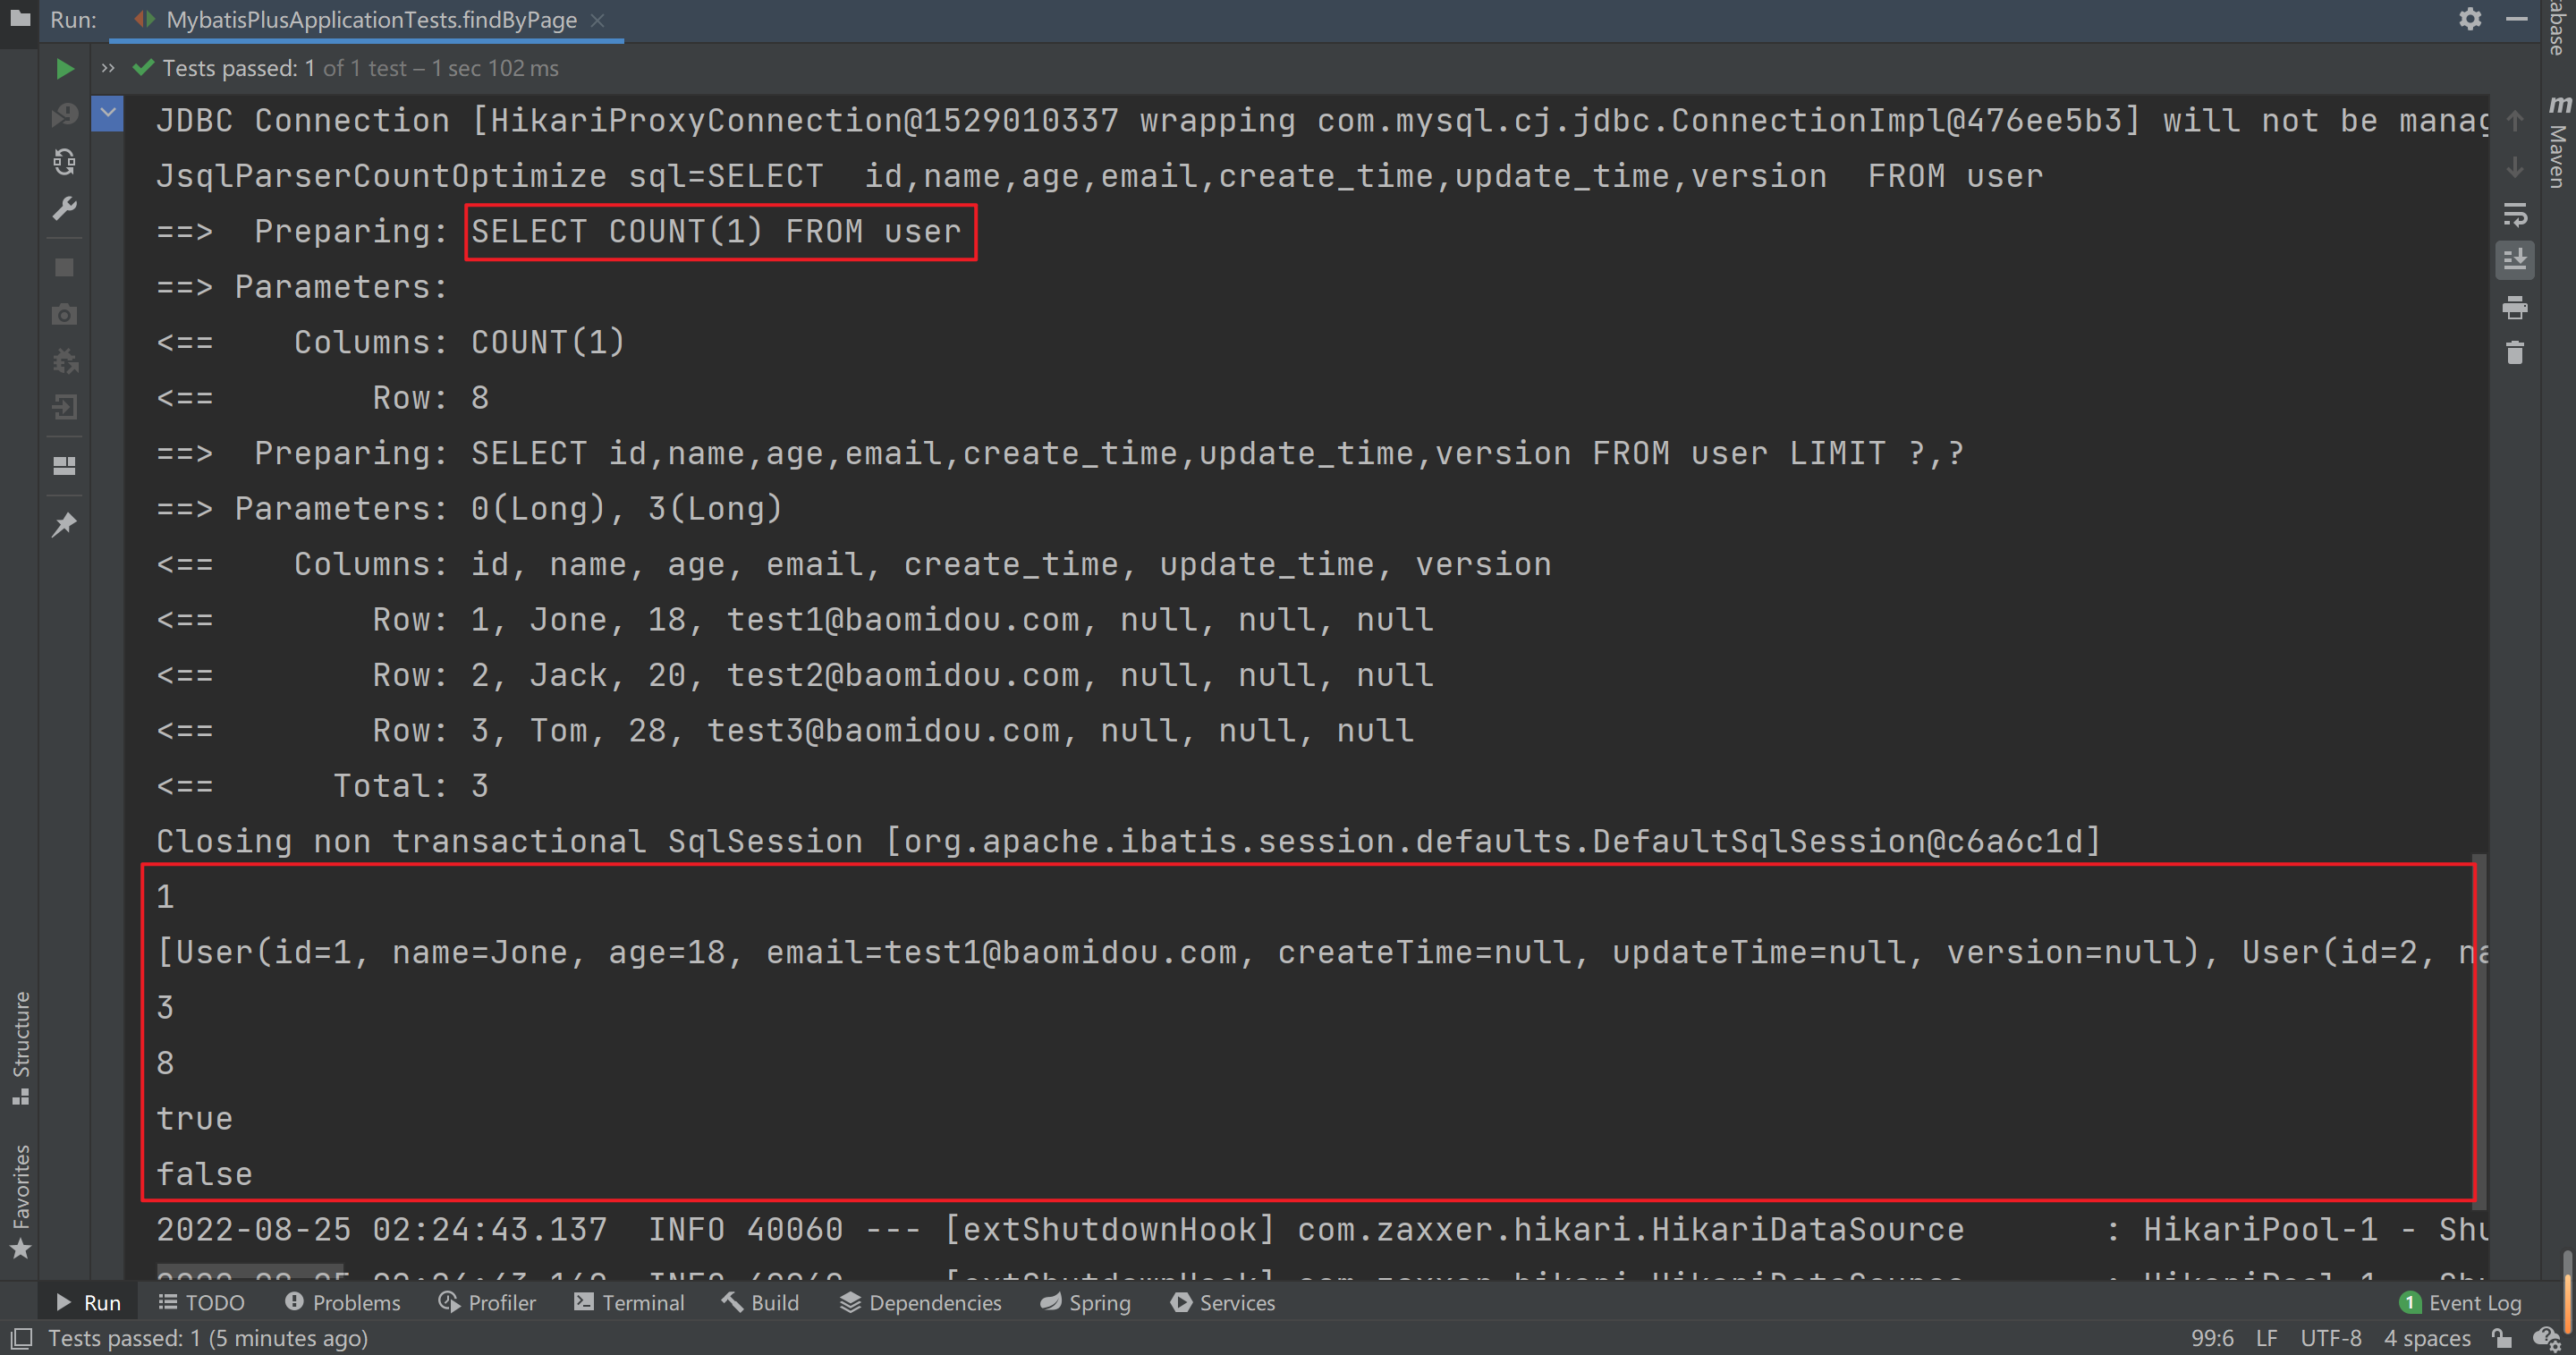 Run: MybatisPlusApplicationTests.findByPage
Tests passed: 1 of 1 test – 1 sec 102 ms
JDBC Connection [HikariProxyConnection@1529010337 wrapping com.mysql.cj.jdbc.ConnectionImpl@476ee5b3] will not be manag
JsqlParserCountOptimize sql=SELECT  id,name,age,email,create_time,update_time,version  FROM user
==>  Preparing: SELECT COUNT(1) FROM user
==> Parameters:
<==    Columns: COUNT(1)
<==        Row: 8
==>  Preparing: SELECT id,name,age,email,create_time,update_time,version FROM user LIMIT ?,?
==> Parameters: 0(Long), 3(Long)
<==    Columns: id, name, age, email, create_time, update_time, version
<==        Row: 1, Jone, 18, test1@baomidou.com, null, null, null
<==        Row: 2, Jack, 20, test2@baomidou.com, null, null, null
<==        Row: 3, Tom, 28, test3@baomidou.com, null, null, null
<==      Total: 3
Closing non transactional SqlSession [org.apache.ibatis.session.defaults.DefaultSqlSession@c6a6c1d]
1
[User(id=1, name=Jone, age=18, email=test1@baomidou.com, createTime=null, updateTime=null, version=null), User(id=2, na
3
8
true
false
2022-08-25 02:24:43.137  INFO 40060 --- [extShutdownHook] com.zaxxer.hikari.HikariDataSource       : HikariPool-1 - Shu
Structure
Favorites
tabase
m Maven
Run TODO Problems Profiler Terminal Build Dependencies Spring Services 1 Event Log
Tests passed: 1 (5 minutes ago) 99:6 LF UTF-8 4 spaces